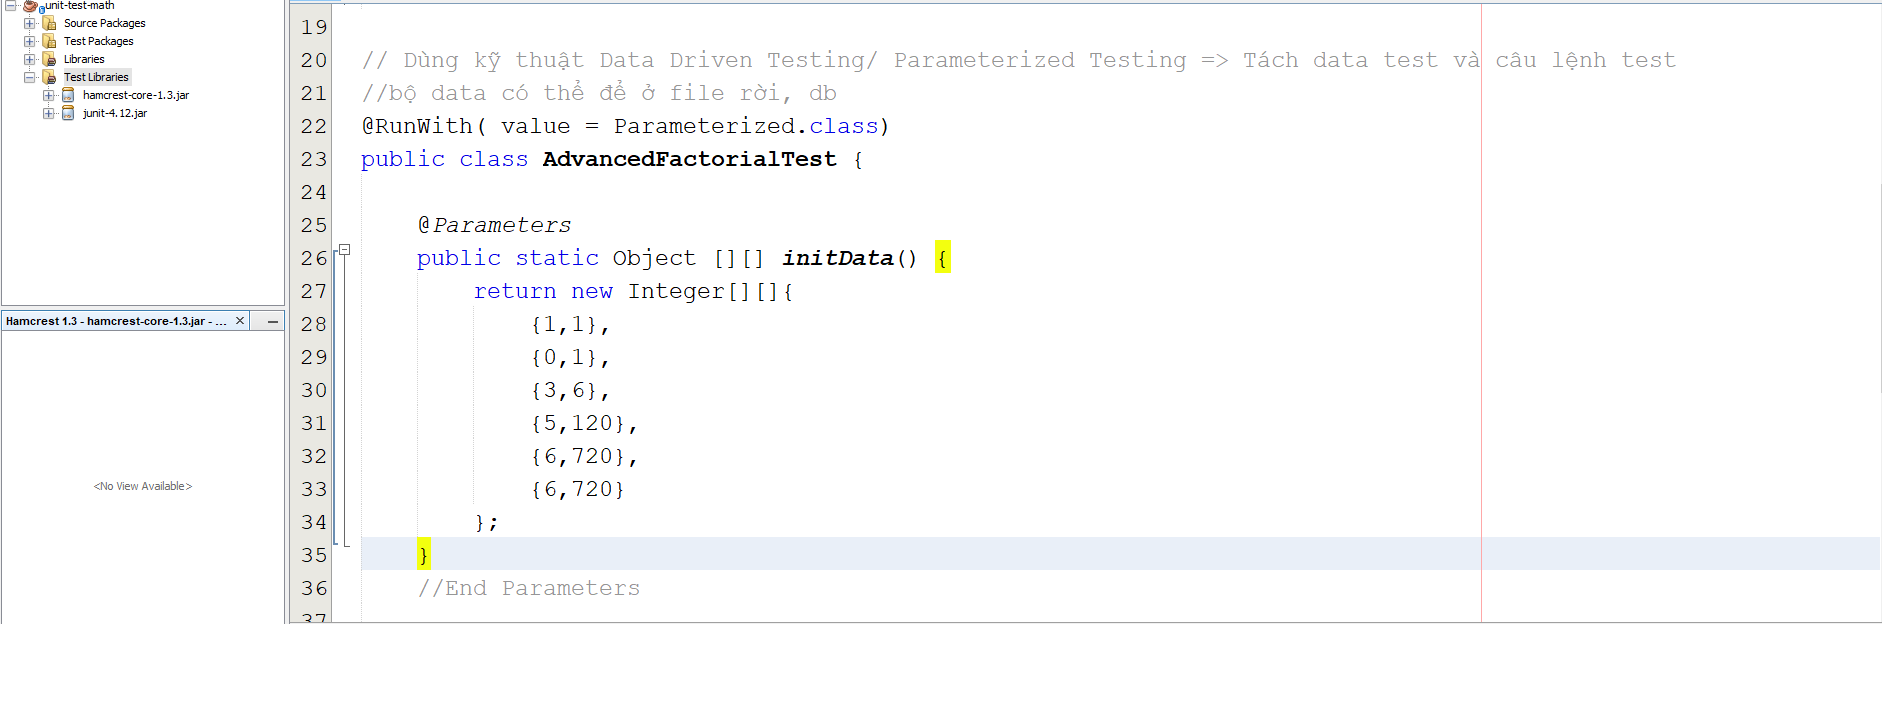 unit-test-math
Source Packages
Test Packages
Libraries
Test Libraries
hamcrest-core-1.3.jar
junit-4.12.jar
Hamcrest 1.3 - hamcrest-core-1.3.jar - ...
<No View Available>
19
20 // Dùng kỹ thuật Data Driven Testing/ Parameterized Testing => Tách data test và câu lệnh test
21 //bộ data có thể để ở file rời, db
22 @RunWith( value = Parameterized.class)
23 public class AdvancedFactorialTest {
24
25 @Parameters
26 public static Object [][] initData() {
27 return new Integer[][]{
28 {1,1},
29 {0,1},
30 {3,6},
31 {5,120},
32 {6,720},
33 {6,720}
34 };
35 }
36 //End Parameters
37